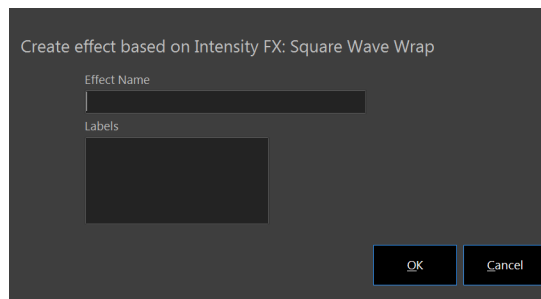 Create effect based on Intensity FX: Square Wave Wrap
Effect Name
Labels
OK
Cancel